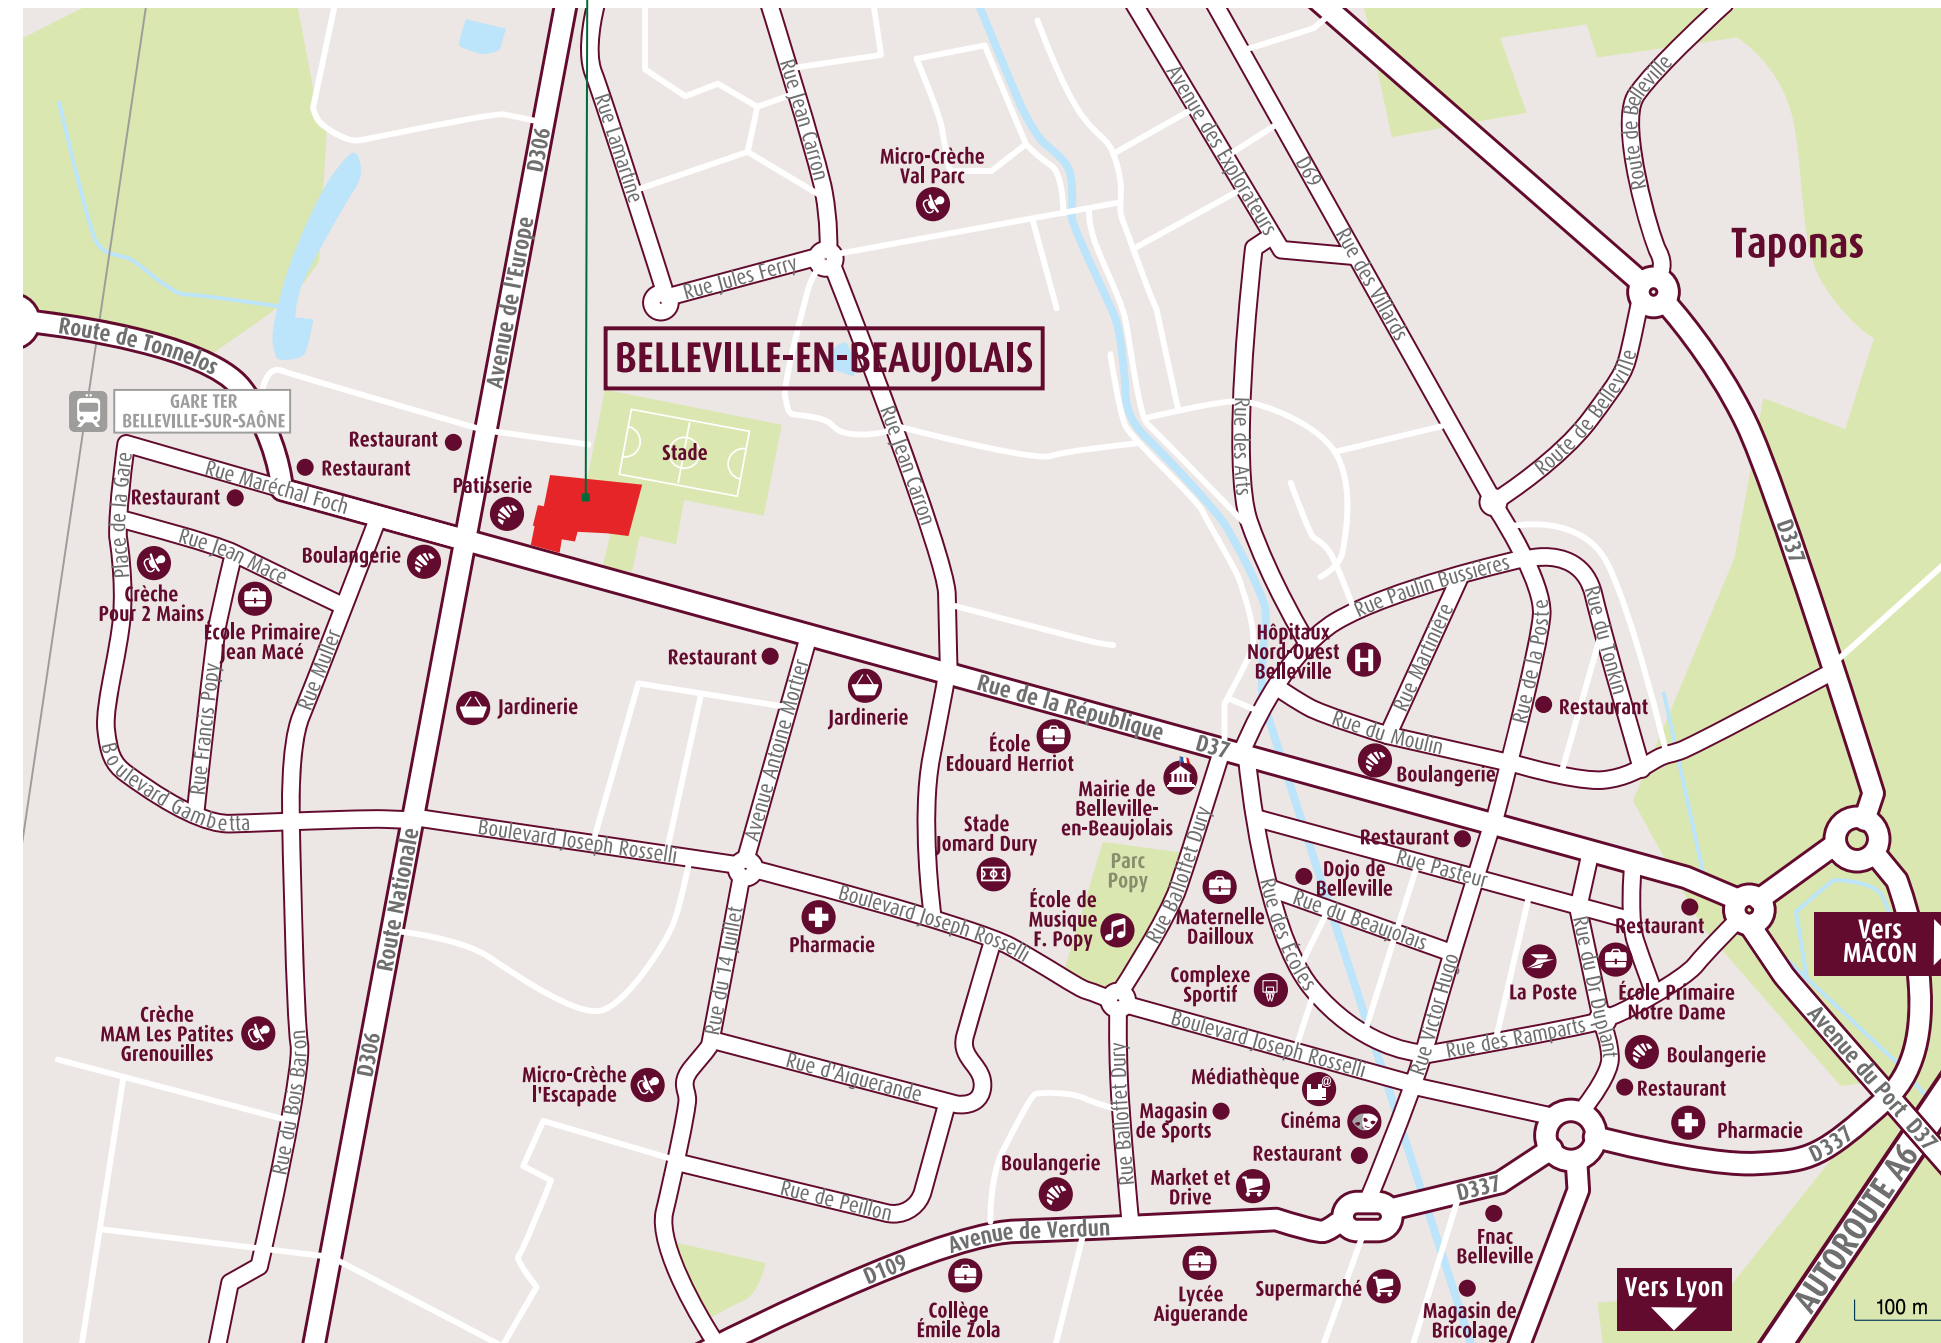 D306
Rue Lamartine
Rue Jean Carron
Micro-Crèche
Val Parc
Avenue des Explorateurs
D69
Route de Belleville
Taponas
Avenue de l'Europe
Rue Jules Ferry
Rue des Villards
Route de Tonnelos
BELLEVILLE-EN-BEAUJOLAIS
GARE TER
BELLEVILLE-SUR-SAÔNE
Restaurant
Restaurant
Restaurant
Rue Maréchal Foch
Place de la Gare
Patisserie
Stade
Rue Jean Carron
Rue des Arts
Route de Belleville
D337
Rue Jean Macé
Boulangerie
Crèche
Pour 2 Mains
École Primaire
Jean Macé
Rue Francis Popy
Rue Muller
Boulevard Gambetta
Jardinerie
Restaurant
Avenue Antoine Mortier
Jardinerie
Rue de la République
D37
École
Edouard Herriot
Mairie de
Belleville-
en-Beaujolais
Hôpitaux
Nord-Ouest
Belleville
Rue Paulin Bussières
Rue Martinière
Rue de la Poste
Rue du Tonkin
Restaurant
Rue du Moulin
Boulangerie
Boulevard Joseph Rosselli
Stade
Jomard Dury
Parc
Popy
Rue Balloffet Dury
Restaurant
Rue Pasteur
Dojo de
Belleville
Rue du Beaujolais
Route Nationale
Pharmacie
Boulevard Joseph Rosselli
École de
Musique
F. Popy
Maternelle
Dailloux
Rue des Écoles
Complexe
Sportif
Rue Victor Hugo
La Poste
Rue du Dr Duplant
Restaurant
École Primaire
Notre Dame
Vers
MÂCON
Rue du 14 Juillet
Crèche
MAM Les Patites
Grenouilles
Rue du Bois Baron
D306
Micro-Crèche
l'Escapade
Rue d'Aiguerande
Rue de Peillon
Boulevard Joseph Rosselli
Rue des Ramparts
Boulangerie
Restaurant
Pharmacie
Avenue du Port
D37
D337
Médiathèque
Magasin
de Sports
Cinéma
Restaurant
Rue Balloffet Dury
Boulangerie
Market et
Drive
D337
Avenue de Verdun
D109
Fnac
Belleville
Collège
Émile Zola
Lycée
Aiguerande
Supermarché
Magasin de
Bricolage
Vers Lyon
AUTOROUTE A6
100 m